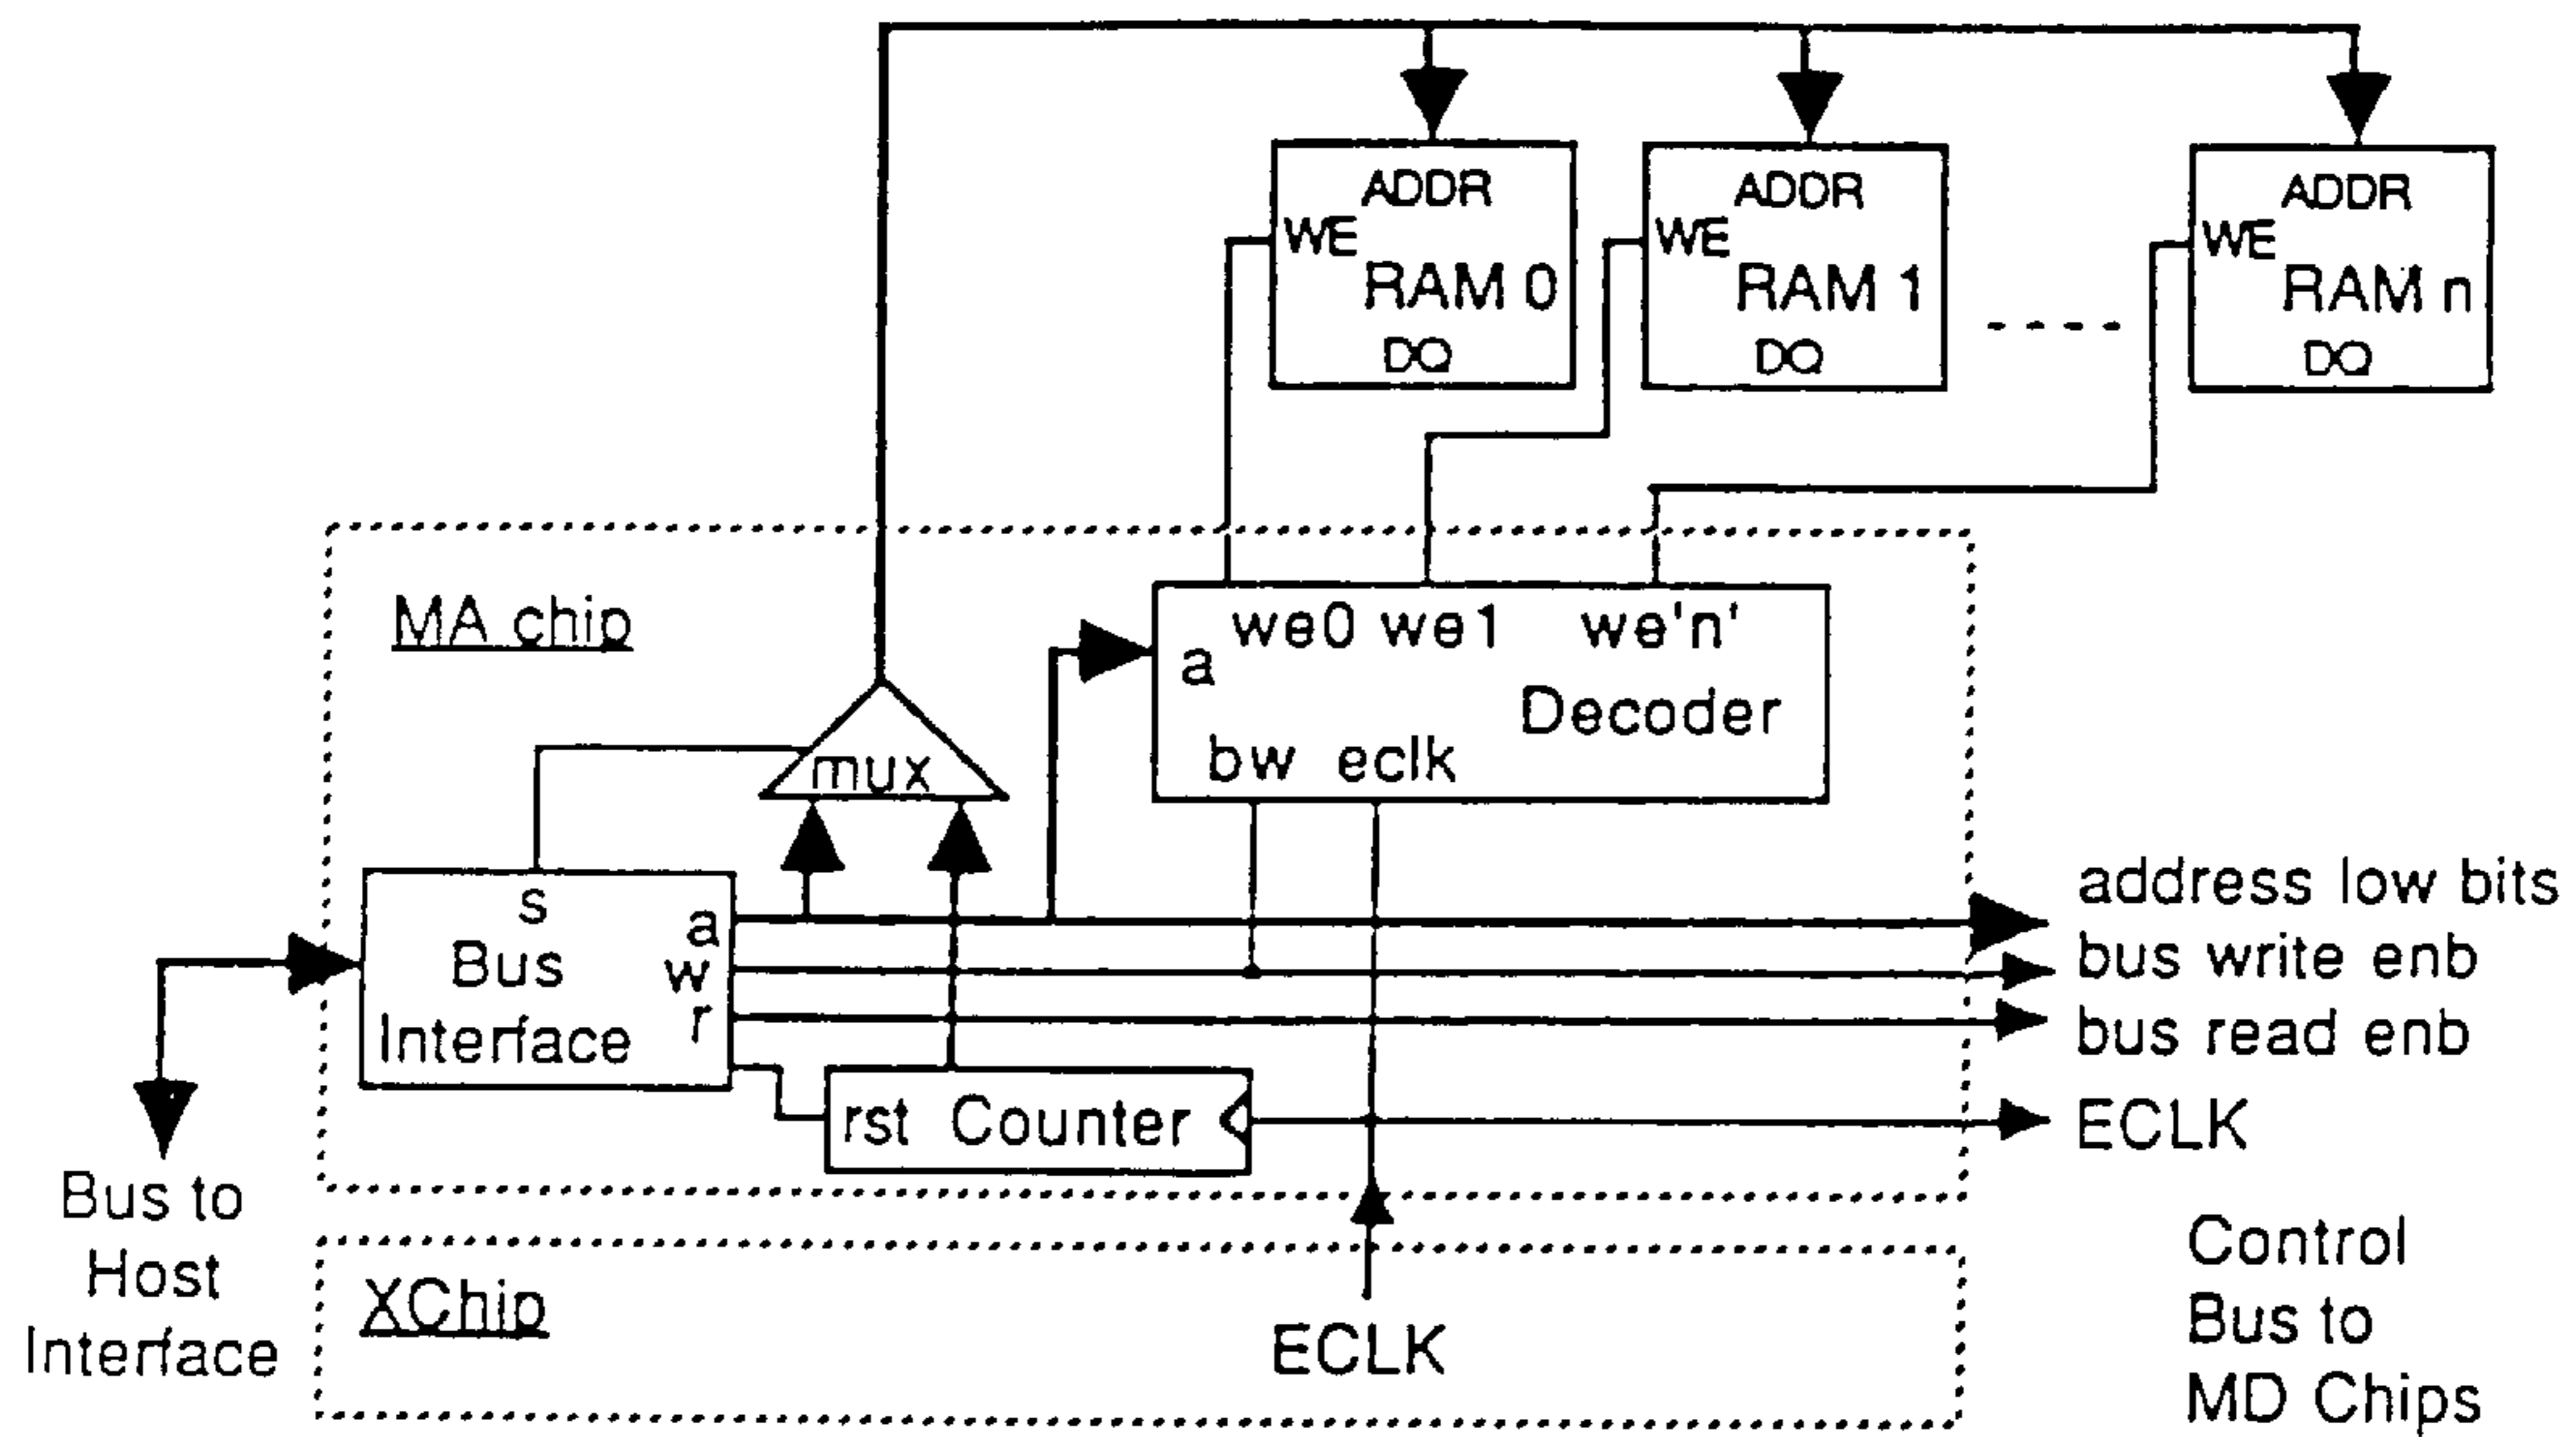 ADDR
WE
RAM 0
DQ
ADDR
WE
RAM 1
DQ
ADDR
WE
RAM n
DQ
MA chip
we0 we1 we'n'
a
Decoder
bw eclk
mux
s
a
Bus
w
Interface
r
rst Counter
address low bits
bus write enb
bus read enb
ECLK
Bus to
Host
Interface
XChip
ECLK
Control
Bus to
MD Chips